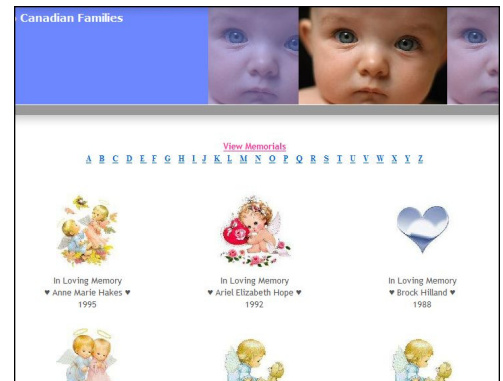 Canadian Families
View Memorials
A B C D E F G H I J K L M N O P Q R S T U V W X Y Z
In Loving Memory
♥ Anne Marie Hakes ♥
1995
In Loving Memory
♥ Ariel Elizabeth Hope ♥
1992
In Loving Memory
♥ Brock Hilland ♥
1988